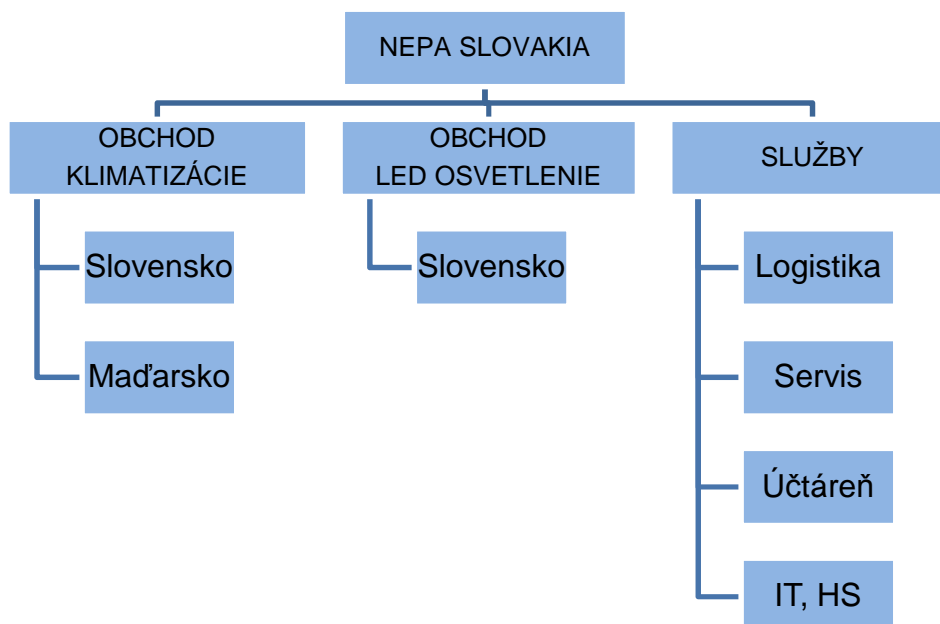 NEPA SLOVAKIA
OBCHOD
KLIMATIZÁCIE
OBCHOD
LED OSVETLENIE
SLUŽBY
Slovensko
Maďarsko
Slovensko
Logistika
Servis
Účtáreň
IT, HS